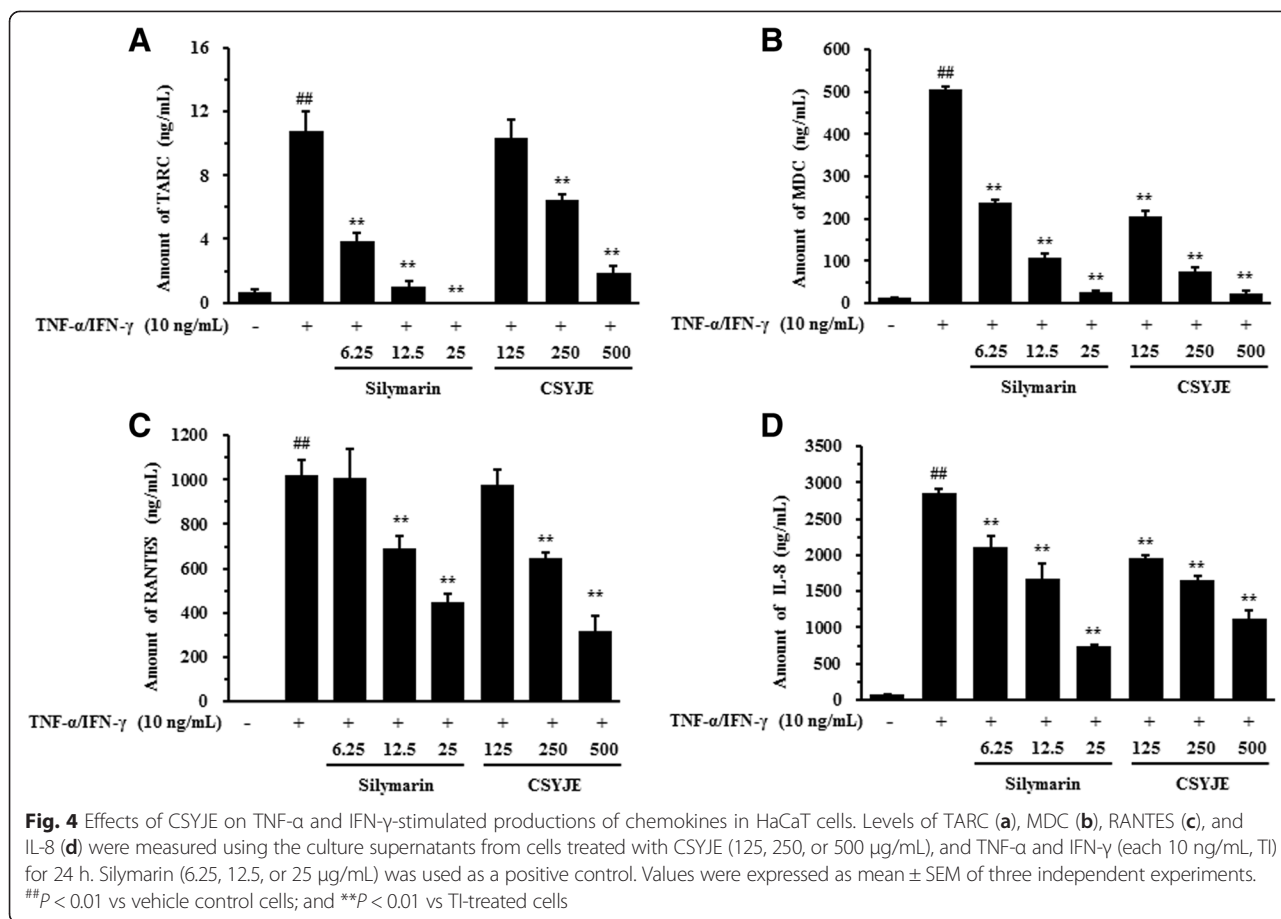 A
Amount of TARC (ng/mL)
16
12
8
4
0
##
**
**
**
**
**
TNF-α/IFN-γ (10 ng/mL) - + + + + + + +
6.25 12.5 25 125 250 500
Silymarin CSYJE
B
Amount of MDC (ng/mL)
600
500
400
300
200
100
0
##
**
**
**
**
**
**
TNF-α/IFN-γ (10 ng/mL) - + + + + + + +
6.25 12.5 25 125 250 500
Silymarin CSYJE
C
Amount of RANTES (ng/mL)
1200
1000
800
600
400
200
0
##
**
**
**
**
TNF-α/IFN-γ (10 ng/mL) - + + + + + + +
6.25 12.5 25 125 250 500
Silymarin CSYJE
D
Amount of IL-8 (ng/mL)
3500
3000
2500
2000
1500
1000
500
0
##
**
**
**
**
**
**
TNF-α/IFN-γ (10 ng/mL) - + + + + + + +
6.25 12.5 25 125 250 500
Silymarin CSYJE
Fig. 4 Effects of CSYJE on TNF-α and IFN-γ-stimulated productions of chemokines in HaCaT cells. Levels of TARC (a), MDC (b), RANTES (c), and
IL-8 (d) were measured using the culture supernatants from cells treated with CSYJE (125, 250, or 500 μg/mL), and TNF-α and IFN-γ (each 10 ng/mL, TI)
for 24 h. Silymarin (6.25, 12.5, or 25 μg/mL) was used as a positive control. Values were expressed as mean ± SEM of three independent experiments.
##P < 0.01 vs vehicle control cells; and **P < 0.01 vs TI-treated cells